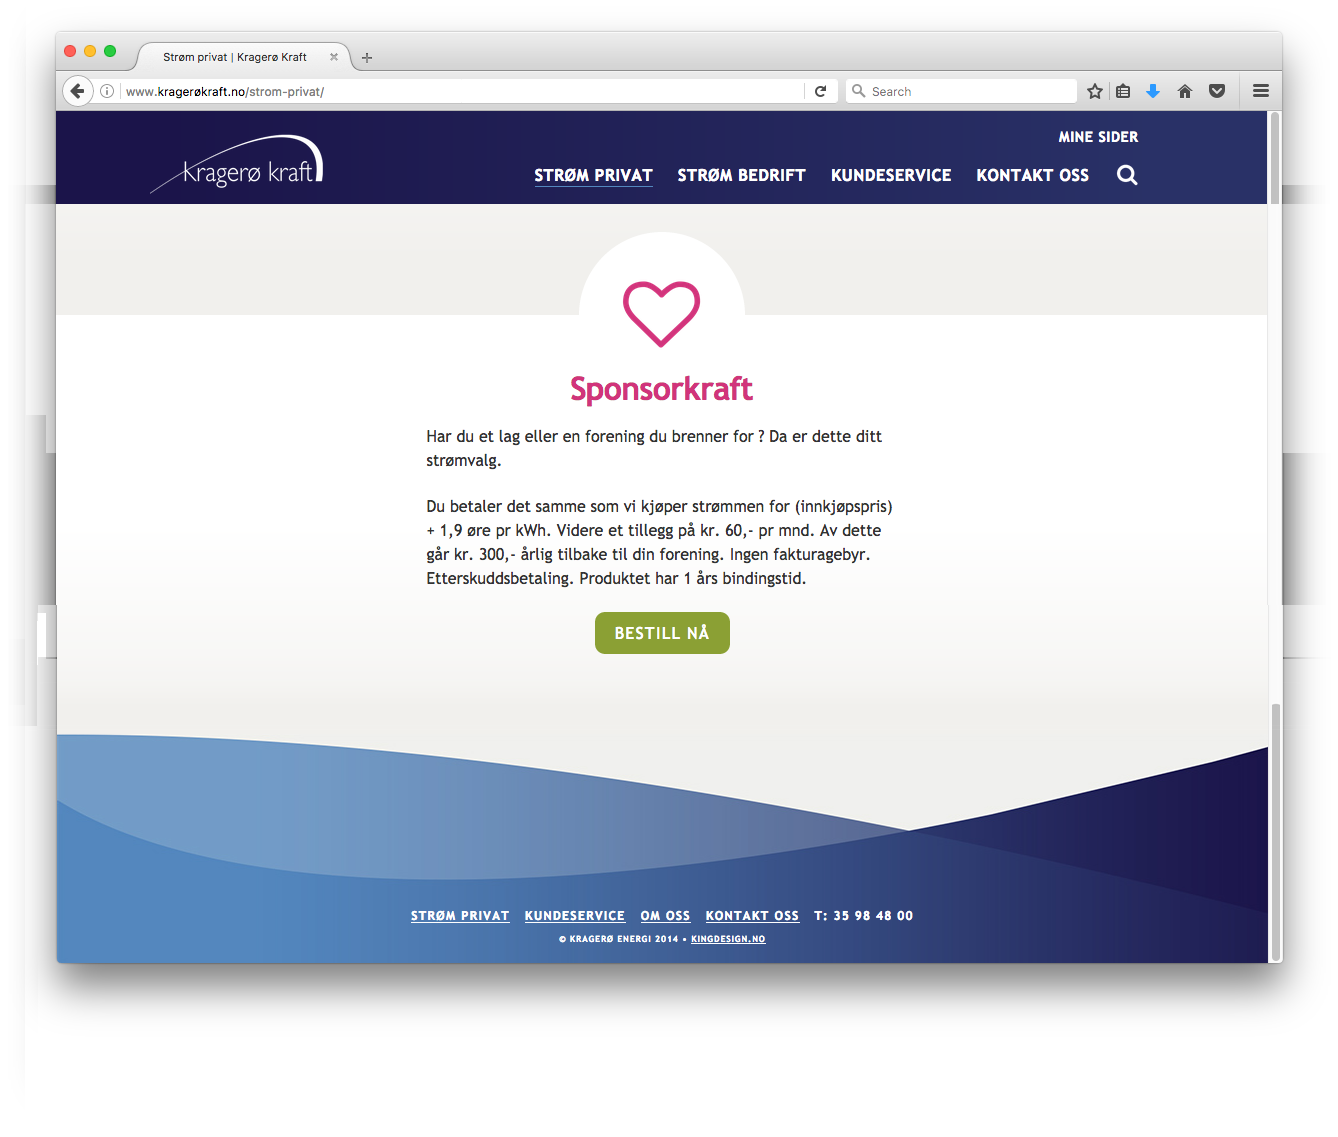 Strøm privat | Kragerø Kraft
www.kragerøkraft.no/strom-privat/
Search
MINE SIDER
kragerø kraft
STRØM PRIVAT STRØM BEDRIFT KUNDESERVICE KONTAKT OSS
Sponsorkraft
Har du et lag eller en forening du brenner for ? Da er dette ditt
strømvalg.
Du betaler det samme som vi kjøper strømmen for (innkjøpspris)
+ 1,9 øre pr kWh. Videre et tillegg på kr. 60,- pr mnd. Av dette
går kr. 300,- årlig tilbake til din forening. Ingen fakturagebyr.
Etterskuddsbetaling. Produktet har 1 års bindingstid.
BESTILL NÅ
STRØM PRIVAT KUNDESERVICE OM OSS KONTAKT OSS T: 35 98 48 00
© KRAGERØ ENERGI 2014 • KINGDESIGN.NO